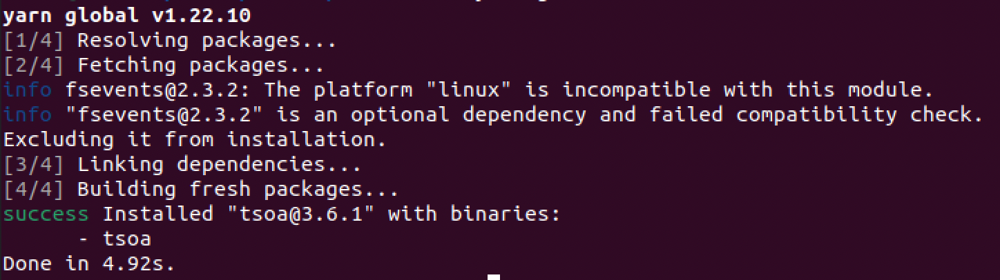 yarn global v1.22.10
[1/4] Resolving packages...
[2/4] Fetching packages...
info fsevents@2.3.2: The platform "linux" is incompatible with this module.
info "fsevents@2.3.2" is an optional dependency and failed compatibility check.
Excluding it from installation.
[3/4] Linking dependencies...
[4/4] Building fresh packages...
success Installed "tsoa@3.6.1" with binaries:
      - tsoa
Done in 4.92s.